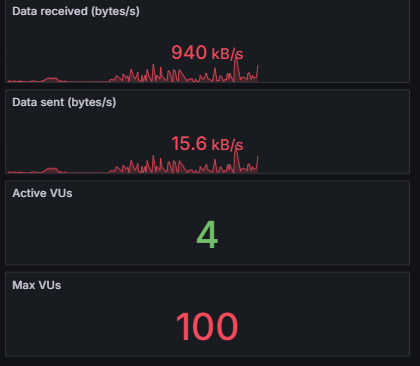 Data received (bytes/s)
940 kB/s
Data sent (bytes/s)
15.6 kB/s
Active VUs
4
Max VUs
100